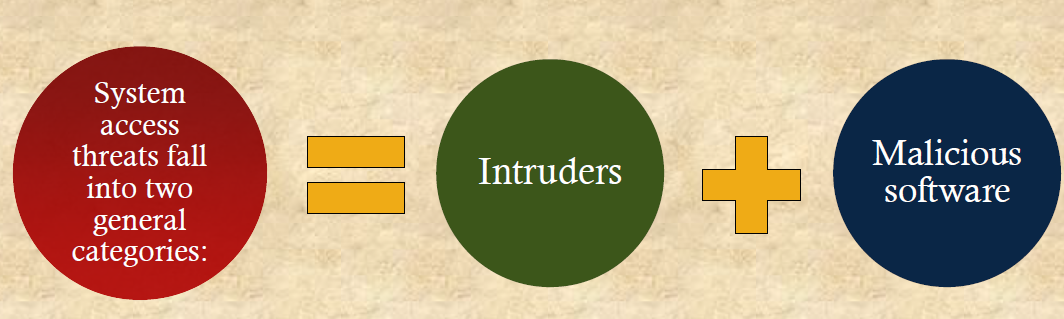 System
access
threats fall
into two
general
categories:
Intruders
Malicious
software